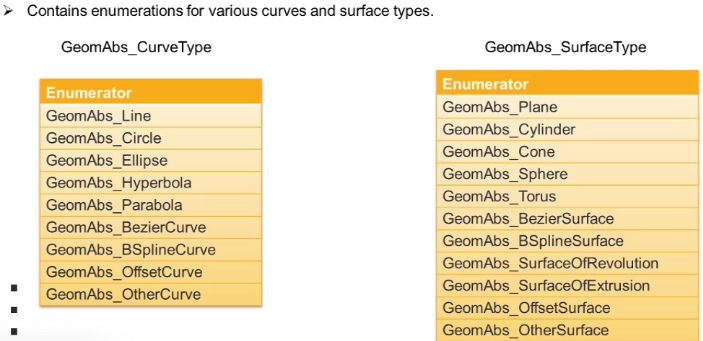 ➢ Contains enumerations for various curves and surface types.
GeomAbs_CurveType
Enumerator
GeomAbs_Line
GeomAbs_Circle
GeomAbs_Ellipse
GeomAbs_Hyperbola
GeomAbs_Parabola
GeomAbs_BezierCurve
GeomAbs_BSplineCurve
GeomAbs_OffsetCurve
GeomAbs_OtherCurve
GeomAbs_SurfaceType
Enumerator
GeomAbs_Plane
GeomAbs_Cylinder
GeomAbs_Cone
GeomAbs_Sphere
GeomAbs_Torus
GeomAbs_BezierSurface
GeomAbs_BSplineSurface
GeomAbs_SurfaceOfRevolution
GeomAbs_SurfaceOfExtrusion
GeomAbs_OffsetSurface
GeomAbs_OtherSurface